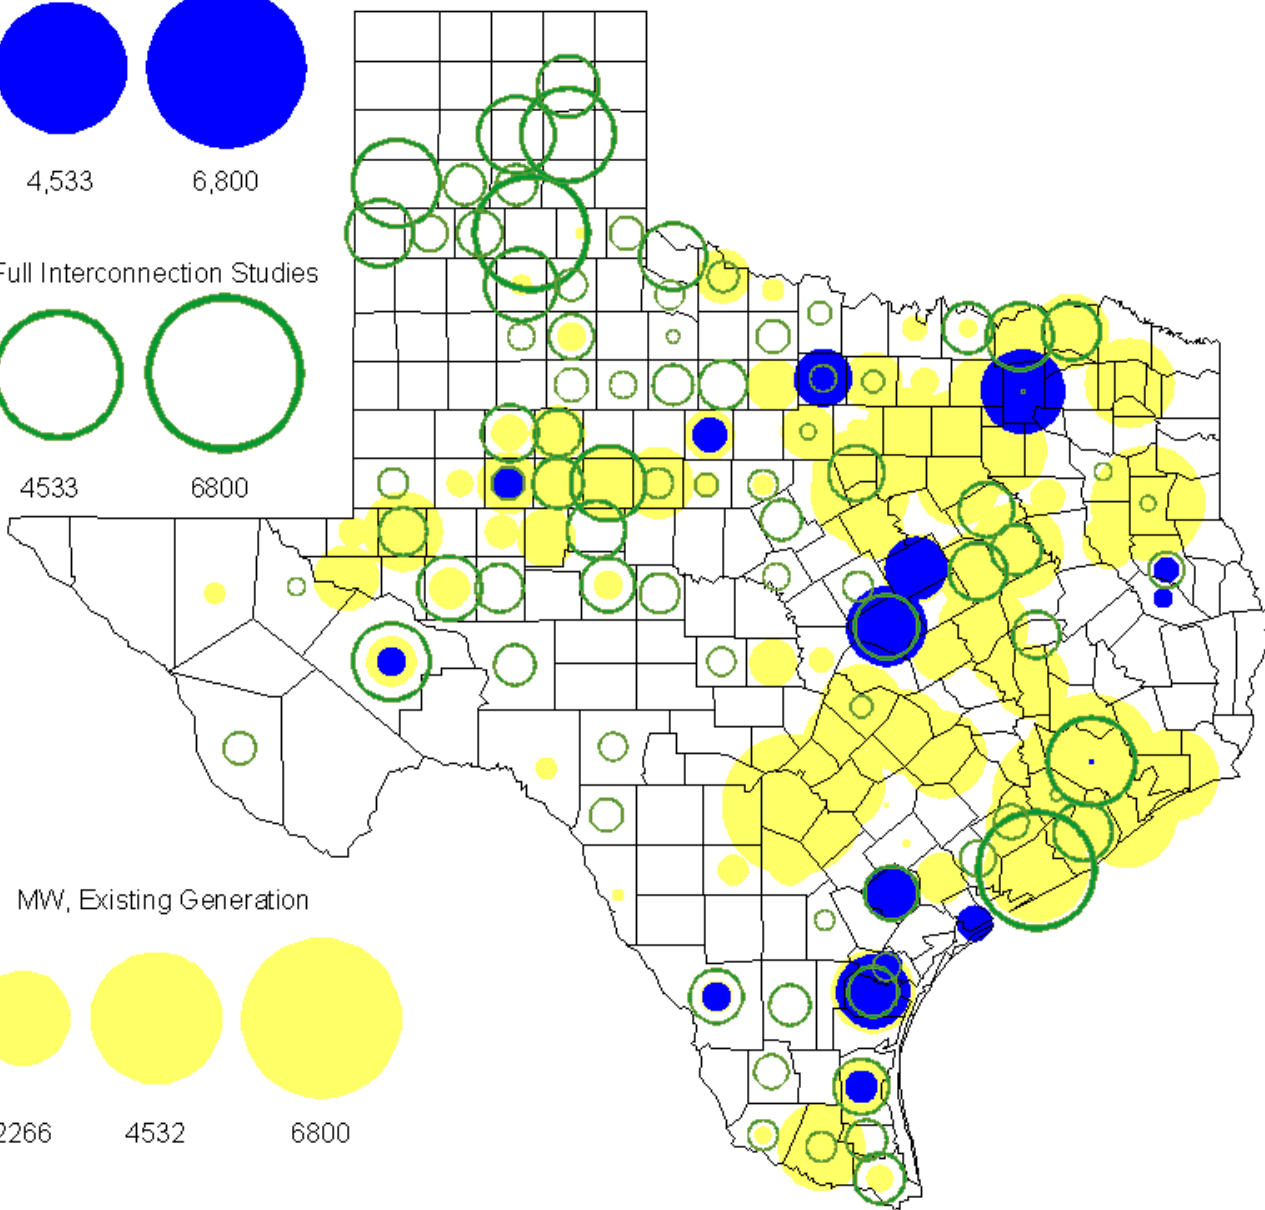 4,533 6,800
Full Interconnection Studies
4533 6800
MW, Existing Generation
2266 4532 6800